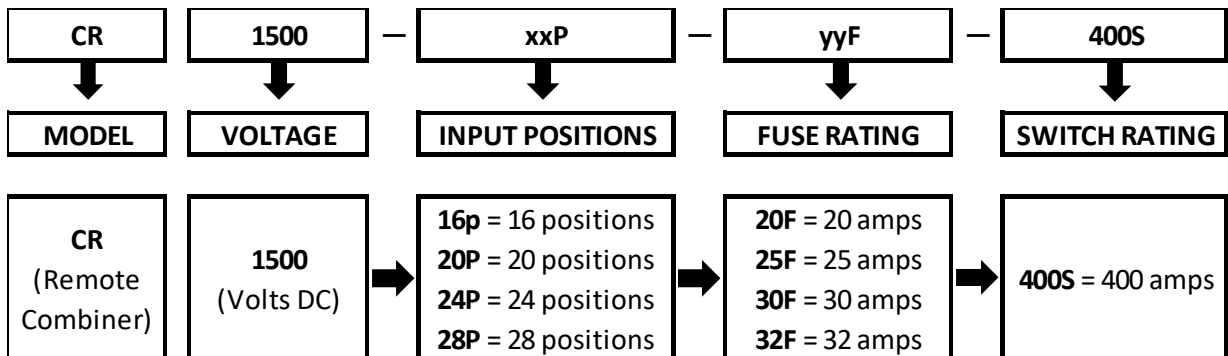 CR 1500 – xxP – yyF – 400S
MODEL VOLTAGE INPUT POSITIONS FUSE RATING SWITCH RATING
CR
(Remote
Combiner)
1500
(Volts DC)
16p = 16 positions
20P = 20 positions
24P = 24 positions
28P = 28 positions
20F = 20 amps
25F = 25 amps
30F = 30 amps
32F = 32 amps
400S = 400 amps